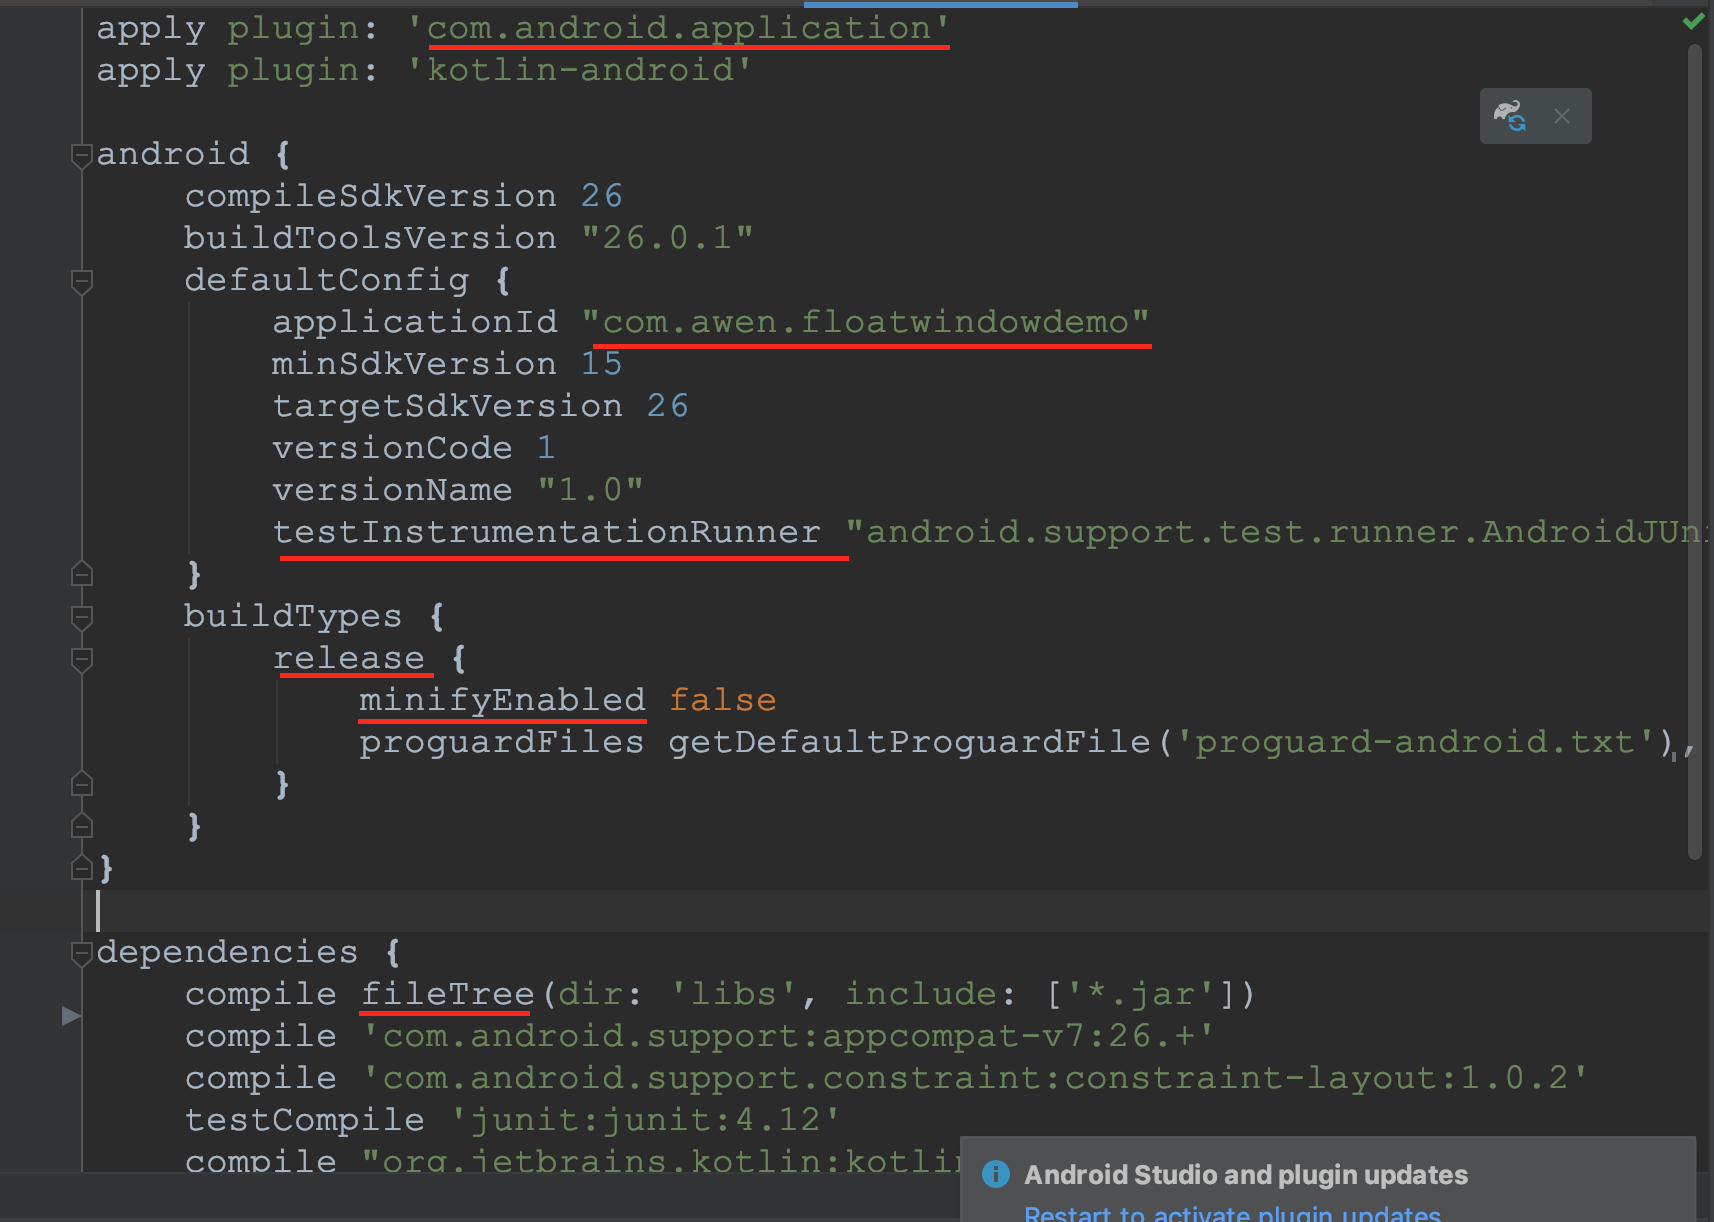 apply plugin: 'com.android.application'
apply plugin: 'kotlin-android'
android {
compileSdkVersion 26
buildToolsVersion "26.0.1"
defaultConfig {
applicationId "com.awen.floatwindowdemo"
minSdkVersion 15
targetSdkVersion 26
versionCode 1
versionName "1.0"
testInstrumentationRunner "android.support.test.runner.AndroidJUn
}
buildTypes {
release {
minifyEnabled false
proguardFiles getDefaultProguardFile('proguard-android.txt'),
}
}
}
dependencies {
compile fileTree(dir: 'libs', include: ['*.jar'])
compile 'com.android.support:appcompat-v7:26.+'
compile 'com.android.support.constraint:constraint-layout:1.0.2'
testCompile 'junit:junit:4.12'
compile "org.jetbrains.kotlin:kotli
Android Studio and plugin updates
Restart to activate plugin updates